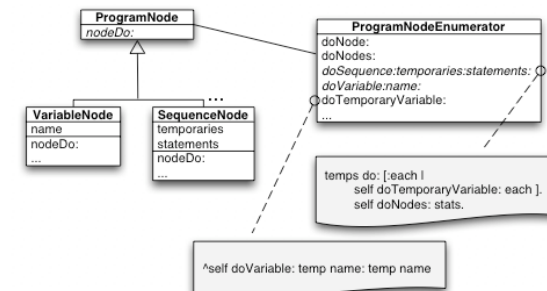 ProgramNode
nodeDo:
ProgramNodeEnumerator
doNode:
doNodes:
doSequence:temporaries:statements:
doVariable:name:
doTemporaryVariable:
...
...
VariableNode
name
nodeDo:
...
SequenceNode
temporaries
statements
nodeDo:
...
temps do: [:each |
self doTemporaryVariable: each ].
self doNodes: stats.
^self doVariable: temp name: temp name